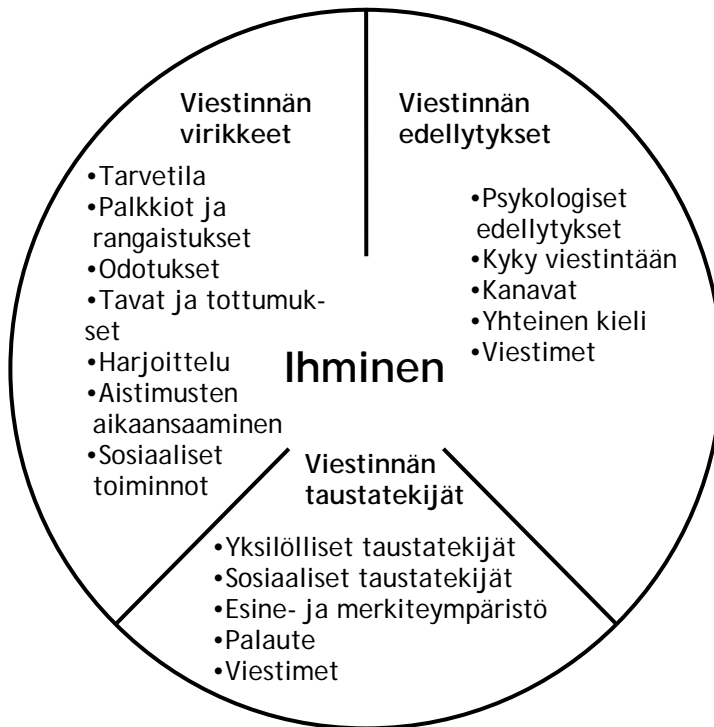 Viestinnän
virikkeet
•Tarvetila
•Palkkiot ja
rangaistukset
•Odotukset
•Tavat ja tottumuk-
set
•Harjoittelu
•Aistimusten
aikaansaaminen
•Sosiaaliset
toiminnot
Viestinnän
edellytykset
•Psykologiset
edellytykset
•Kyky viestintään
•Kanavat
•Yhteinen kieli
•Viestimet
Ihminen
Viestinnän
taustatekijät
•Yksilölliset taustatekijät
•Sosiaaliset taustatekijät
•Esine- ja merkiteympäristö
•Palaute
•Viestimet